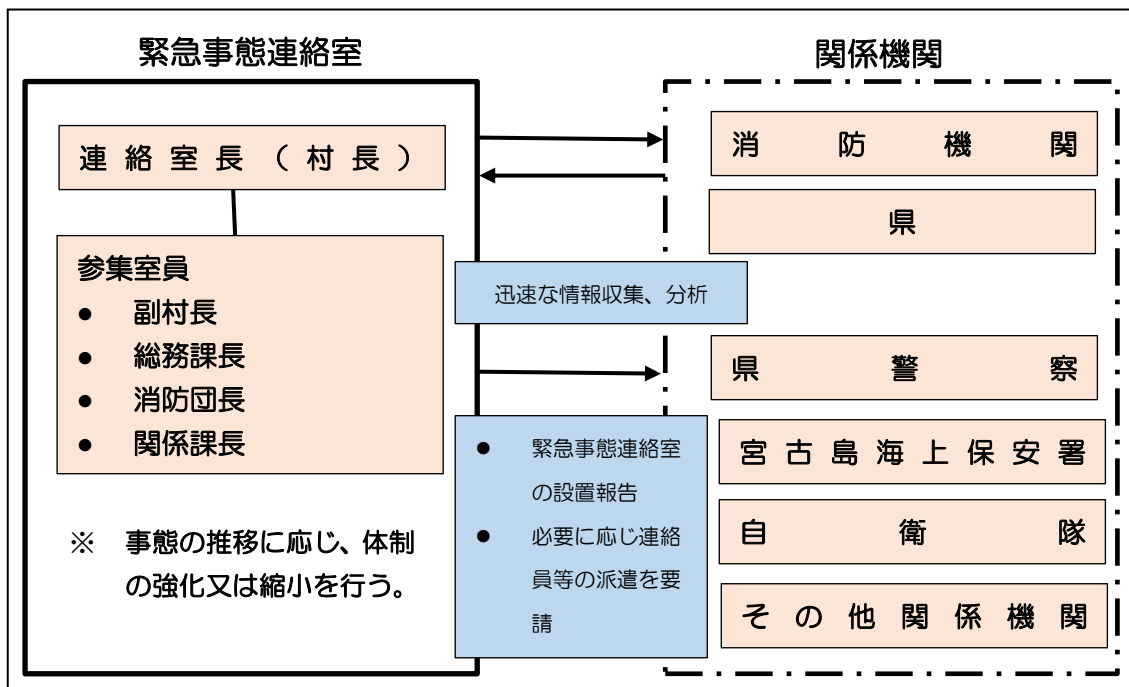 緊急事態連絡室
連絡室長（村長）
参集室員
● 副村長
● 総務課長
● 消防団長
● 関係課長
※ 事態の推移に応じ、体制
の強化又は縮小を行う。
迅速な情報収集、分析
● 緊急事態連絡室
の設置報告
● 必要に応じ連絡
員等の派遣を要
請
関係機関
消防機関
県
県警察
宮古島海上保安署
自衛隊
その他関係機関